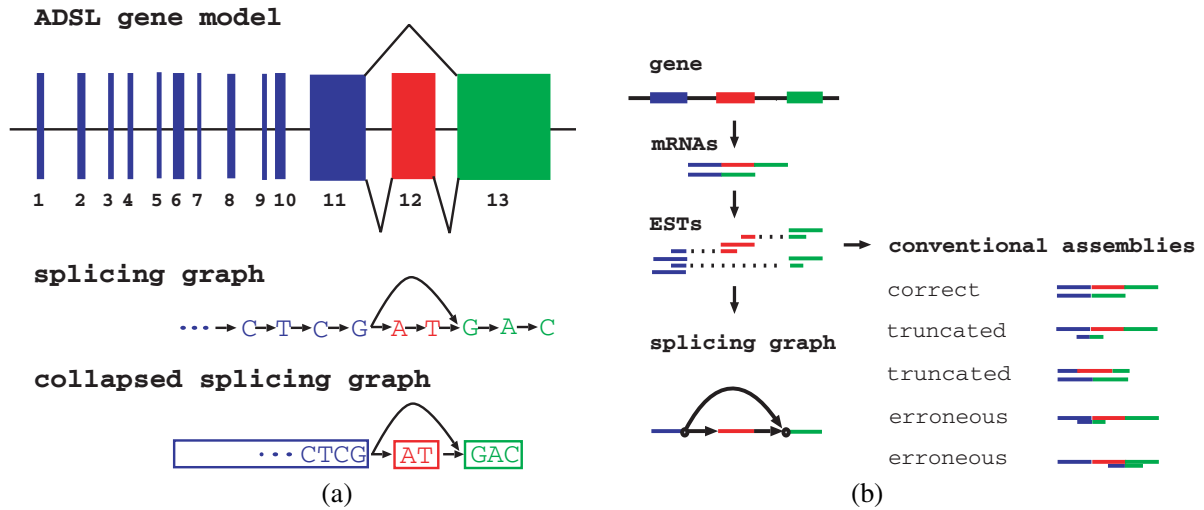 ADSL gene model
1 2 3 4 5 6 7 8 9 10 11 12 13
splicing graph
... C T C G A T G A C
collapsed splicing graph
... CTCG AT GAC
(a)
gene
mRNAs
ESTs
conventional assemblies
correct
truncated
truncated
erroneous
erroneous
splicing graph
(b)